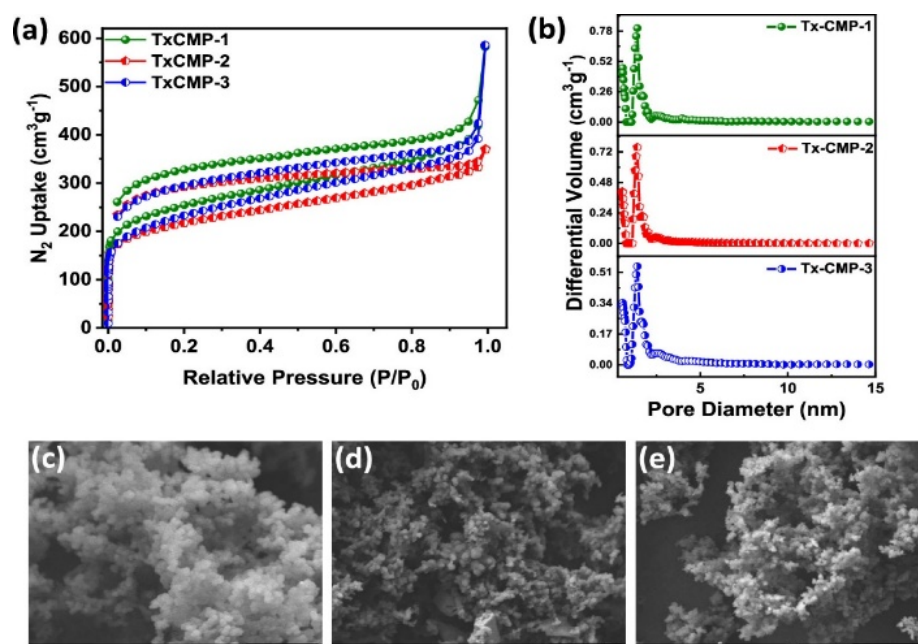 (a)
600
500
400
300
200
100
0
N₂ Uptake (cm³g⁻¹)
TxCMP-1
TxCMP-2
TxCMP-3
0.0 0.2 0.4 0.6 0.8 1.0
Relative Pressure (P/P₀)
(b)
Differential Volume (cm³g⁻¹)
0.78
0.52
0.26
0.00
Tx-CMP-1
0.72
0.48
0.24
0.00
Tx-CMP-2
0.51
0.34
0.17
0.00
Tx-CMP-3
2.5 5 10 15
Pore Diameter (nm)
(c) (d) (e)